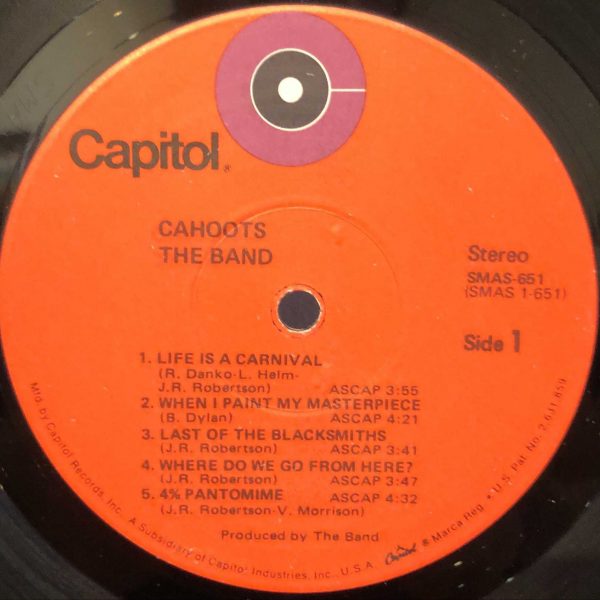 Capitol®
CAHOOTS
THE BAND
Stereo
SMAS-651
(SMAS 1-651)
Side 1
1. LIFE IS A CARNIVAL
(R. Danko-L. Helm-
J.R. Robertson) ASCAP 3:55
2. WHEN I PAINT MY MASTERPIECE
(B. Dylan) ASCAP 4:21
3. LAST OF THE BLACKSMITHS
(J.R. Robertson) ASCAP 3:41
4. WHERE DO WE GO FROM HERE?
(J.R. Robertson) ASCAP 3:47
5. 4% PANTOMIME ASCAP 4:32
(J.R. Robertson-V. Morrison)
Produced by The Band
Mfd. by Capitol Records, Inc., A Subsidiary of Capitol Industries, Inc., U.S.A. Capitol ® Marca Reg. • U.S. Pat. No. 2,631,859